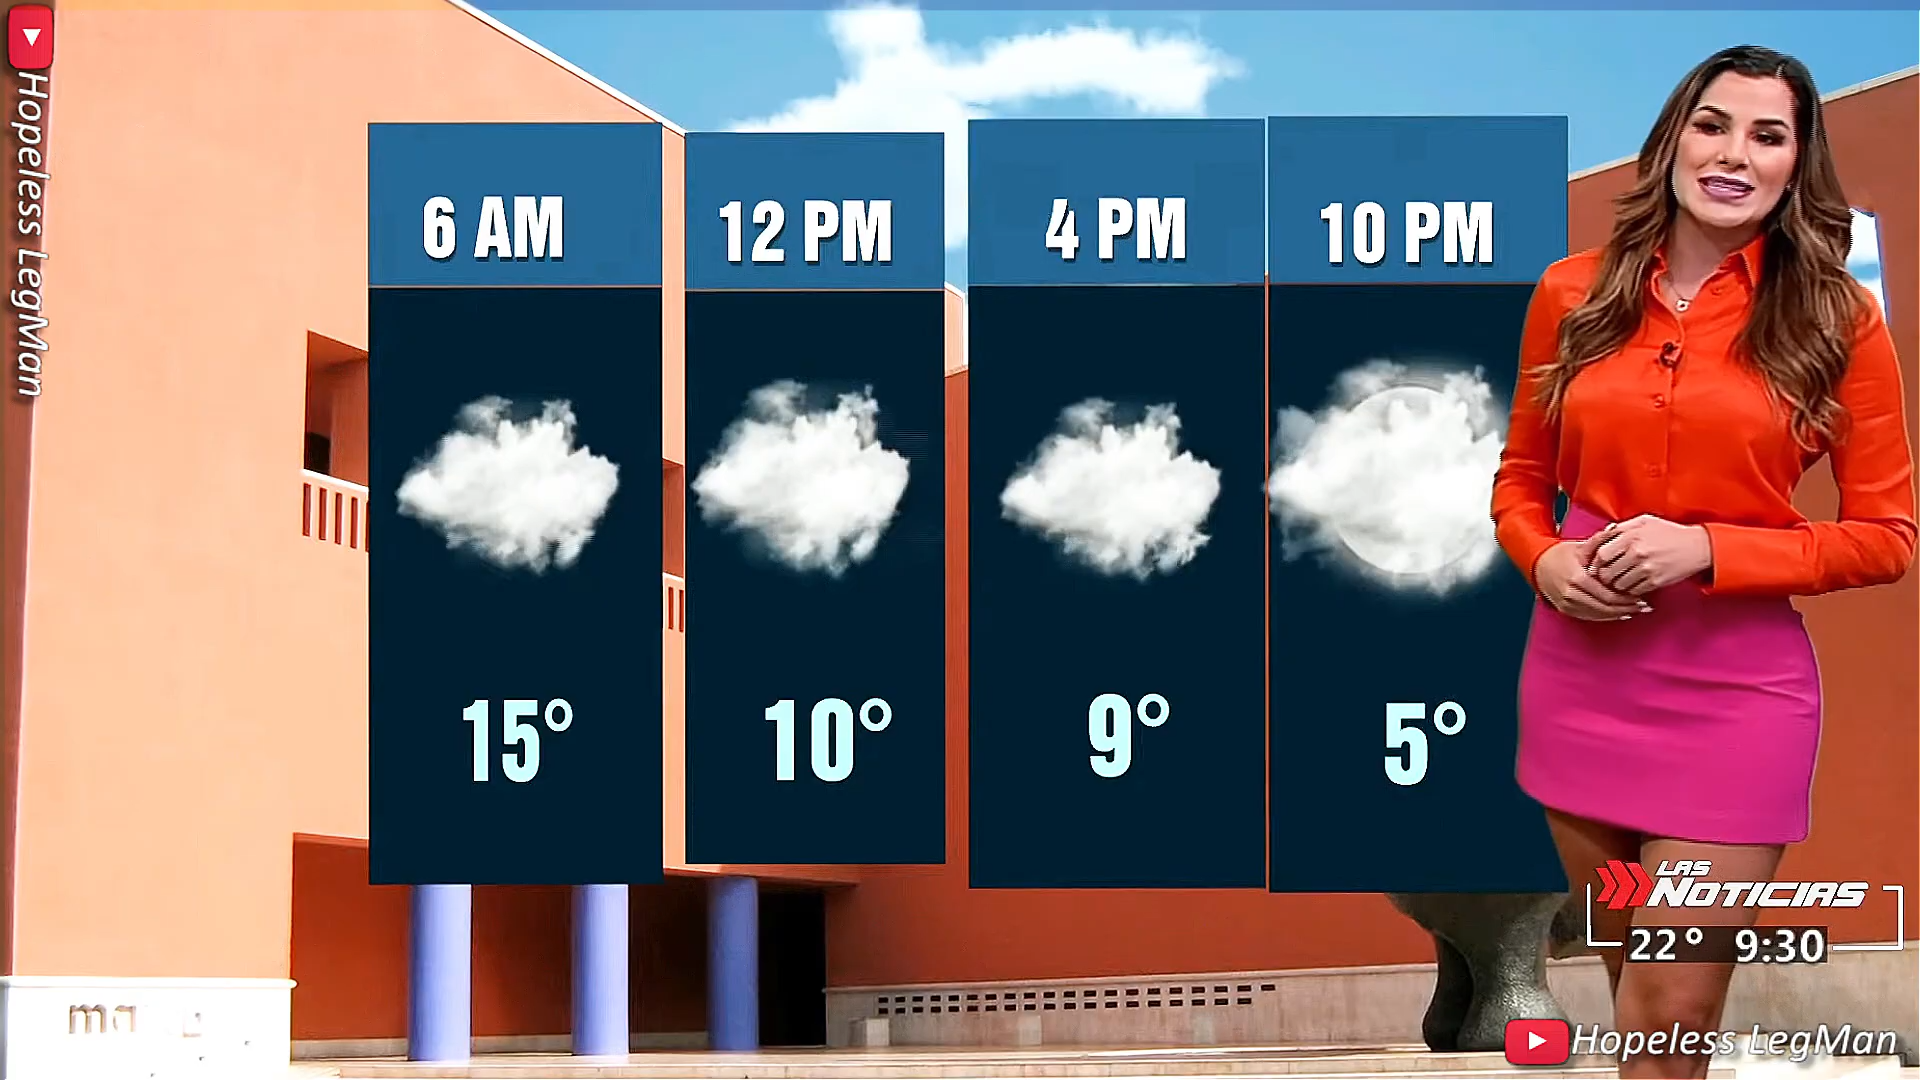 Hopeless LegMan
6 AM
12 PM
4 PM
10 PM
15°
10°
9°
5°
LAS
NOTICIAS
22° 9:30
Hopeless LegMan